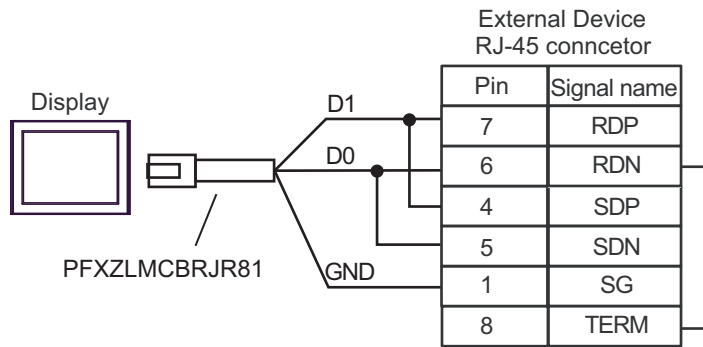 External Device
RJ-45 conncetor
Display
Pin Signal name
D1
7 RDP
D0
6 RDN
4 SDP
5 SDN
PFXZLMCBRJR81
GND
1 SG
8 TERM